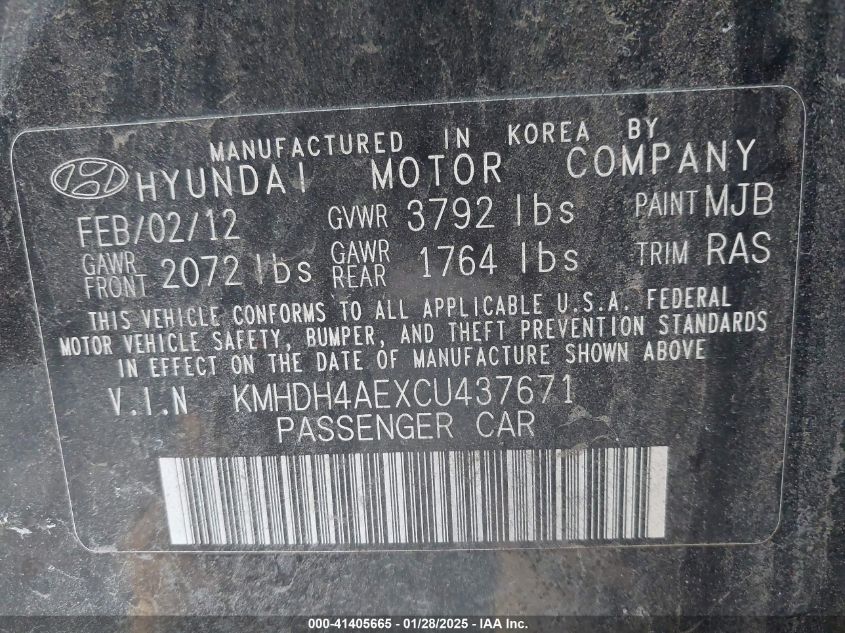 MANUFACTURED IN KOREA BY
HYUNDAI MOTOR COMPANY
FEB/02/12 GVWR 3792 lbs PAINT MJB
GAWR FRONT 2072 lbs GAWR REAR 1764 lbs TRIM RAS
THIS VEHICLE CONFORMS TO ALL APPLICABLE U.S.A. FEDERAL
MOTOR VEHICLE SAFETY, BUMPER, AND THEFT PREVENTION STANDARDS
IN EFFECT ON THE DATE OF MANUFACTURE SHOWN ABOVE
V.I.N KMHDH4AEXCU437671
PASSENGER CAR
000-41405665 - 01/28/2025 - IAA Inc.